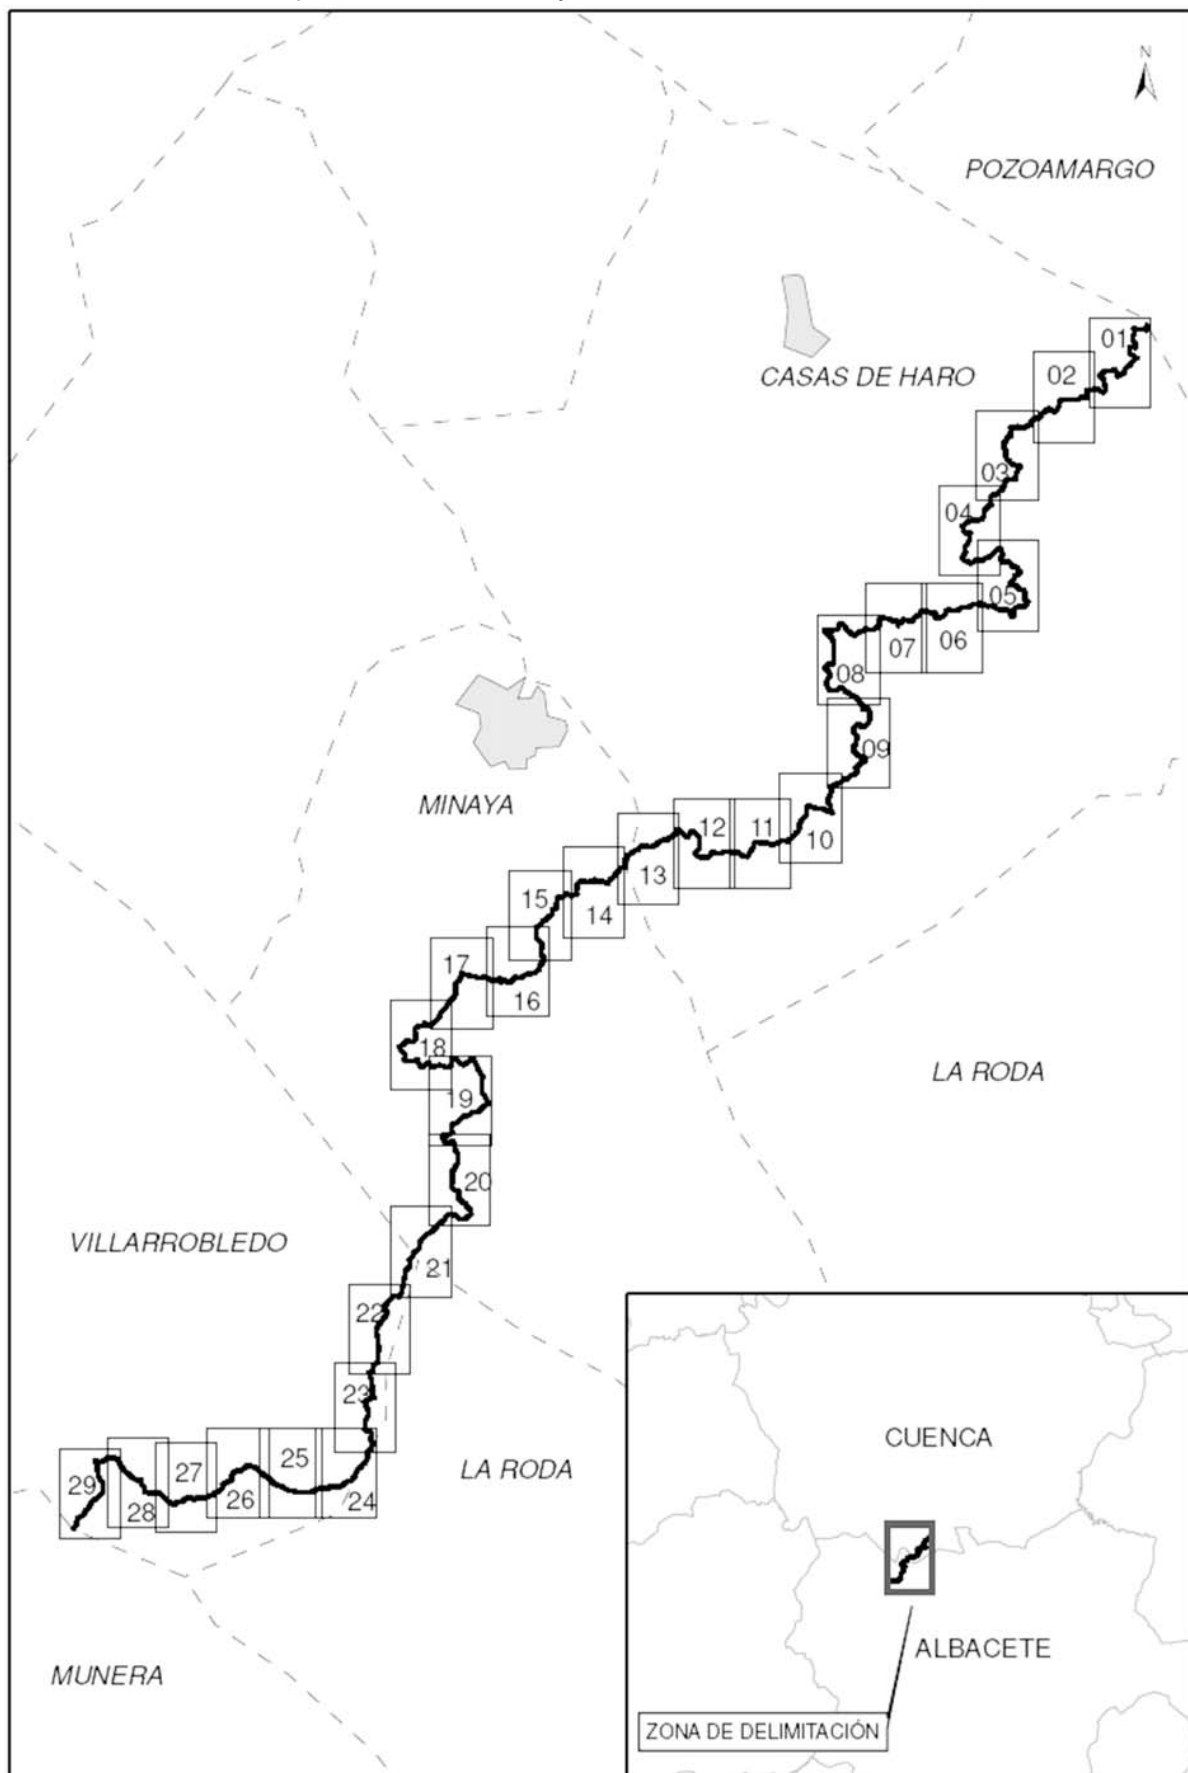 N
POZOAMARGO
01
CASAS DE HARO
02
03
04
05
06
07
08
09
MINAYA
10
11
12
13
14
15
16
17
18
LA RODA
19
20
VILLARROBLEDO
21
22
23
LA RODA
24
25
26
27
28
29
MUNERA
CUENCA
ALBACETE
ZONA DE DELIMITACIÓN